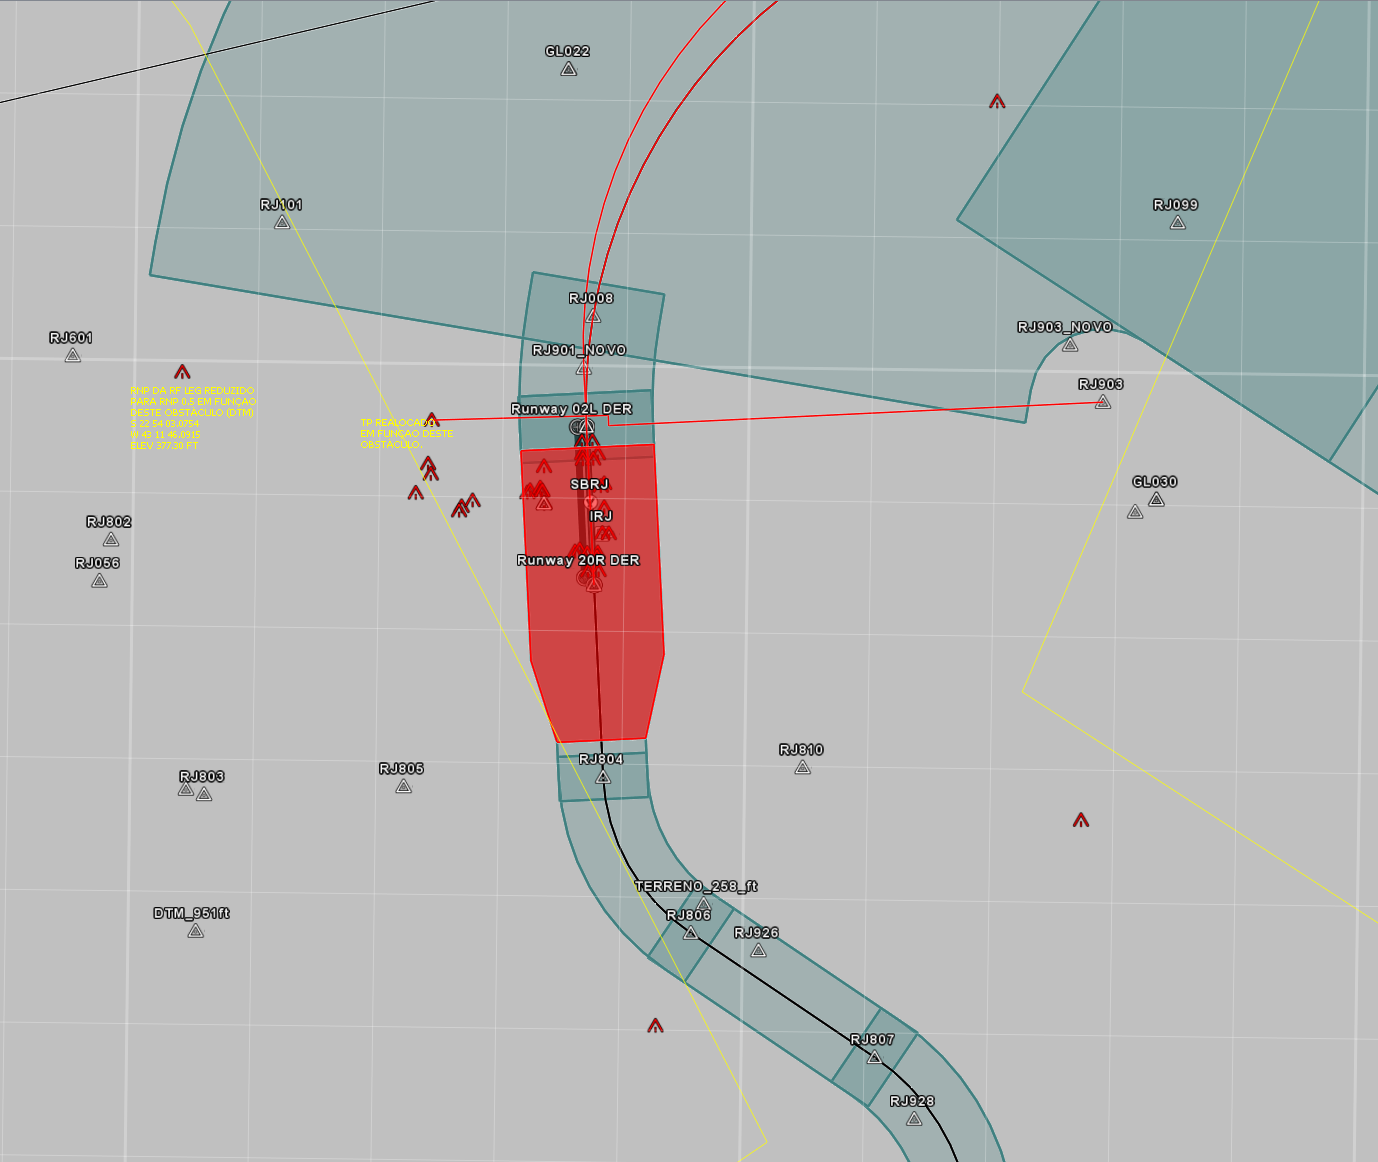 GL022
RJ101
RJ099
RJ008
RJ903_NOVO
RJ601
RJ901_NOVO
RJ903
RNP DA RF LEG REDUZIDO
PARA RNP 0.5 EM FUNÇAO
DESTE OBSTÁCULO (DTM)
S 22 54 03.0754
W 43 11 46.0915
ELEV 377.30 FT
Runway 02L DER
TP REALOCADO
EM FUNÇAO DESTE
OBSTÁCULO
SBRJ
GL030
IRJ
RJ802
RJ056
Runway 20R DER
RJ804
RJ810
RJ803
RJ805
TERRENO_258_ft
DTM_951ft
RJ806
RJ926
RJ807
RJ928